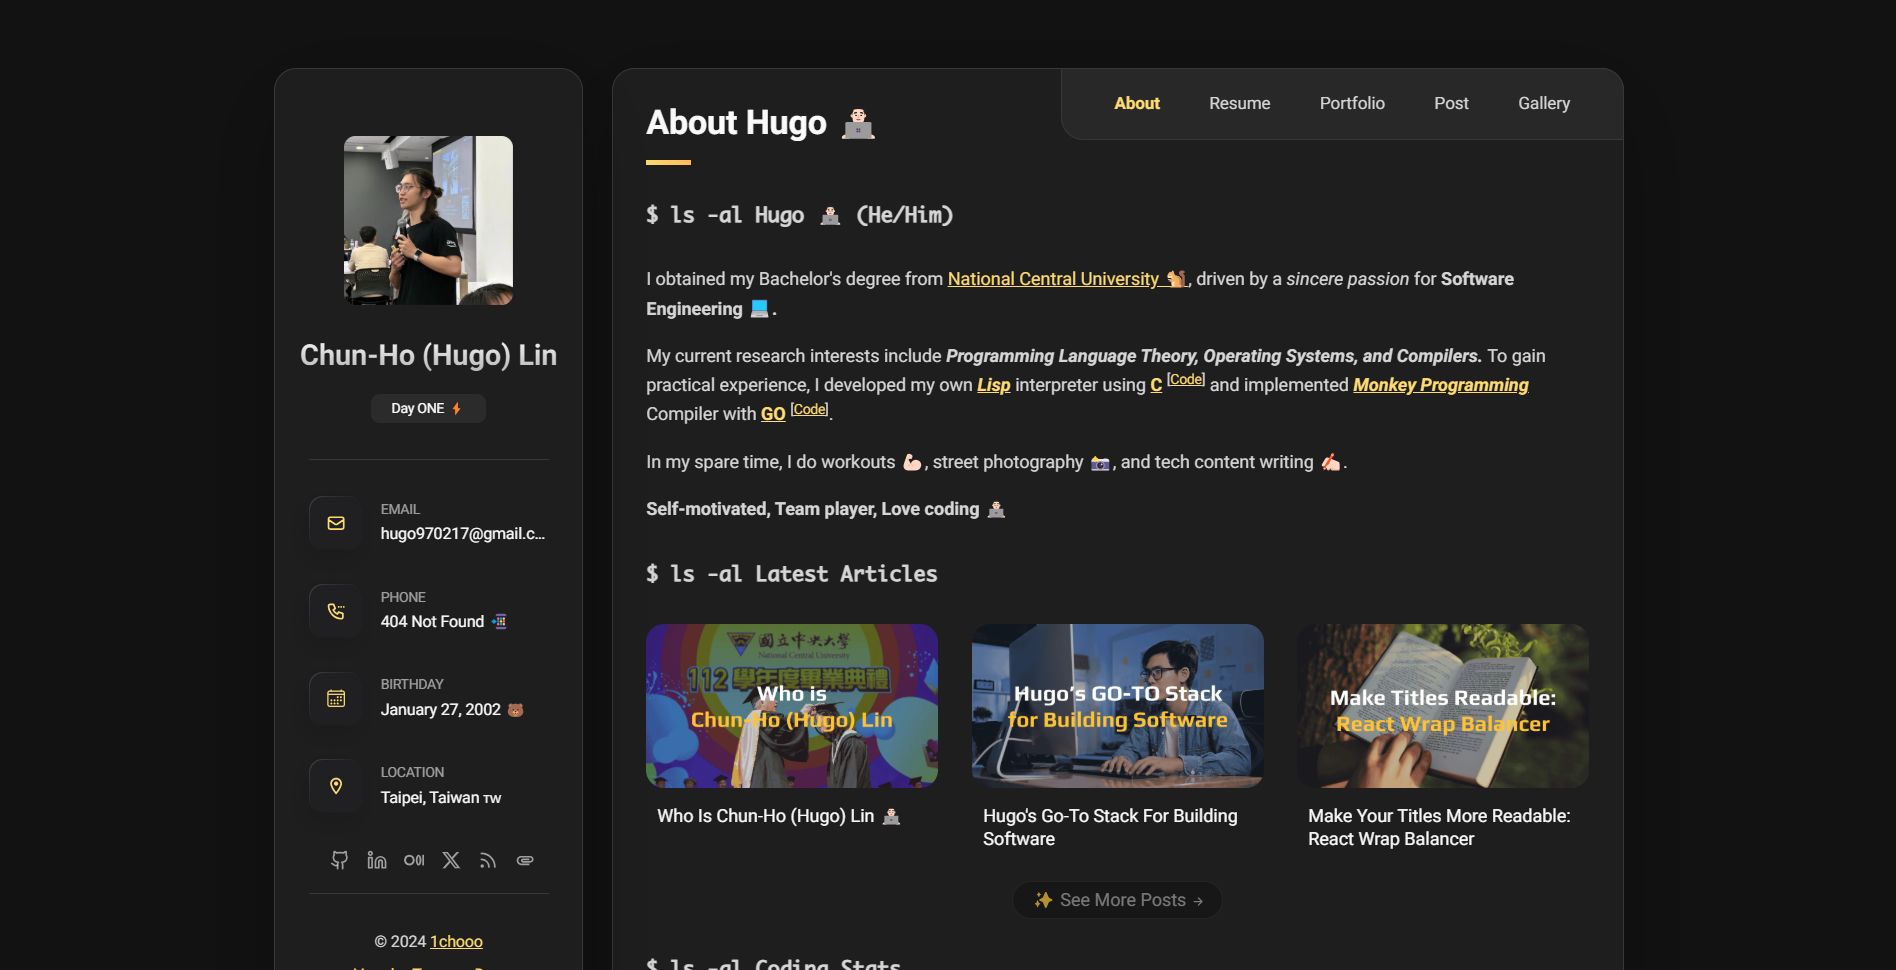 Chun-Ho (Hugo) Lin
Day ONE
EMAIL
hugo970217@gmail.c...
PHONE
404 Not Found
BIRTHDAY
January 27, 2002
LOCATION
Taipei, Taiwan TW
© 2024 1chooo
About
Resume
Portfolio
Post
Gallery
About Hugo
$ ls -al Hugo (He/Him)
I obtained my Bachelor's degree from National Central University, driven by a sincere passion for Software
Engineering.
My current research interests include Programming Language Theory, Operating Systems, and Compilers. To gain
practical experience, I developed my own Lisp interpreter using C [Code] and implemented Monkey Programming
Compiler with GO [Code].
In my spare time, I do workouts, street photography, and tech content writing.
Self-motivated, Team player, Love coding
$ ls -al Latest Articles
國立中央大學
National Central University
112 學年度畢業典禮
Who is
Chun-Ho (Hugo) Lin
Who Is Chun-Ho (Hugo) Lin
Hugo's GO-TO Stack
for Building Software
Hugo's Go-To Stack For Building
Software
Make Titles Readable:
React Wrap Balancer
Make Your Titles More Readable:
React Wrap Balancer
See More Posts →
$ ls -al Coding Stats